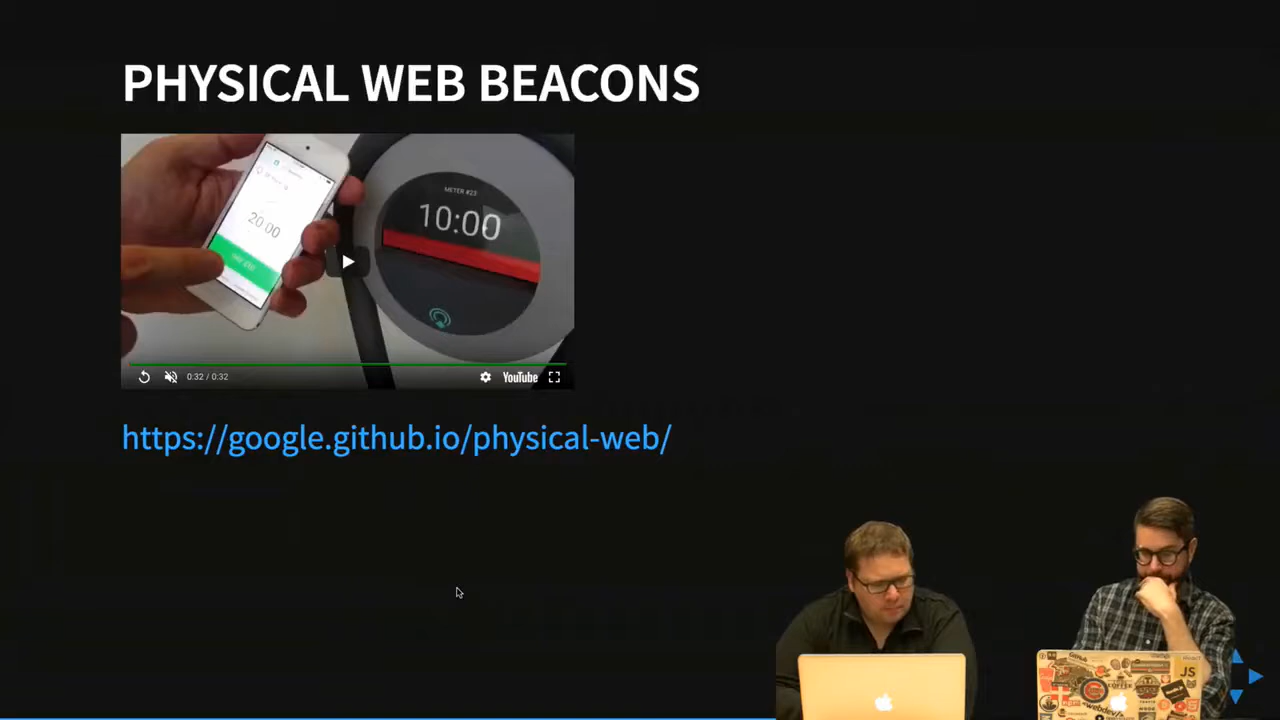 PHYSICAL WEB BEACONS
METER #23
10:00
20 00
0:32 / 0:32
YouTube
https://google.github.io/physical-web/
JS